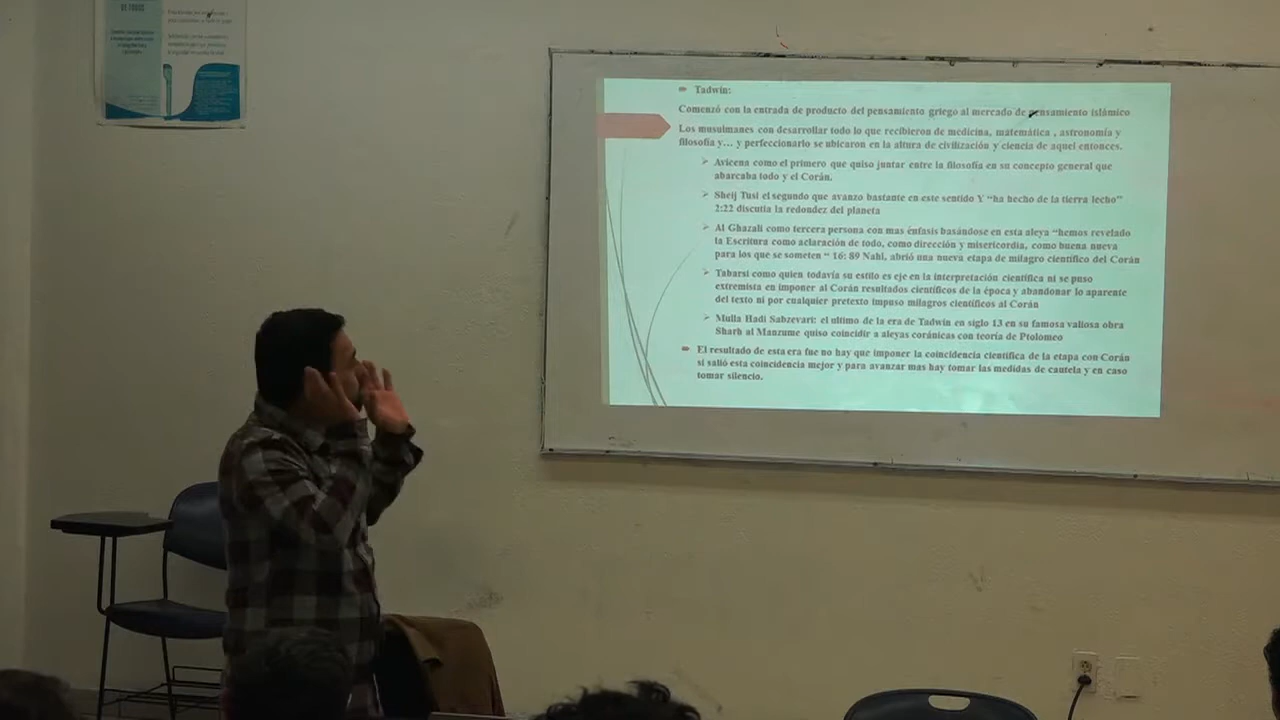 DE TODOS
Tadwin:
Comenzó con la entrada de producto del pensamiento griego al mercado de pensamiento islámico
Los musulmanes con desarrollar todo lo que recibieron de medicina, matemática , astronomía y
filosofía y... y perfeccionarlo se ubicaron en la altura de civilización y ciencia de aquel entonces.
Avicena como el primero que quiso juntar entre la filosofía en su concepto general que
abarcaba todo y el Corán.
Sheij Tusi el segundo que avanzo bastante en este sentido Y “ha hecho de la tierra lecho”
2:22 discutía la redondez del planeta
Al Ghazali como tercera persona con mas énfasis basándose en esta aleya “hemos revelado
la Escritura como aclaración de todo, como dirección y misericordia, como buena nueva
para los que se someten “ 16: 89 Nahl, abrió una nueva etapa de milagro científico del Corán
Tabarsi como quien todavía su estilo es eje en la interpretación científica ni se puso
extremista en imponer al Corán resultados científicos de la época y abandonar lo aparente
del texto ni por cualquier pretexto impuso milagros científicos al Corán
Mulla Hadi Sabzevari: el ultimo de la era de Tadwin en siglo 13 en su famosa valiosa obra
Sharh al Manzume quiso coincidir a aleyas coránicas con teoría de Ptolomeo
El resultado de esta era fue no hay que imponer la coincidencia científica de la etapa con Corán
si salió esta coincidencia mejor y para avanzar mas hay tomar las medidas de cautela y en caso
tomar silencio.